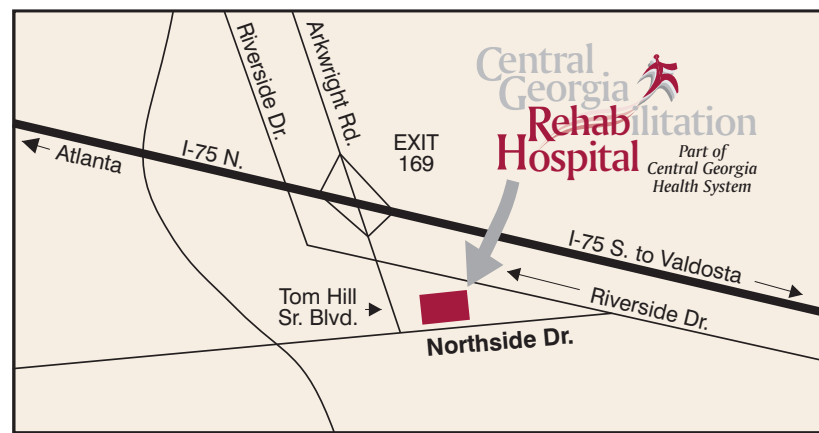 Riverside Dr.
Arkwright Rd.
EXIT
169
Central
Georgia
Rehabilitation
Hospital
Part of
Central Georgia
Health System
Atlanta
I-75 N.
I-75 S. to Valdosta
Tom Hill
Sr. Blvd.
Riverside Dr.
Northside Dr.